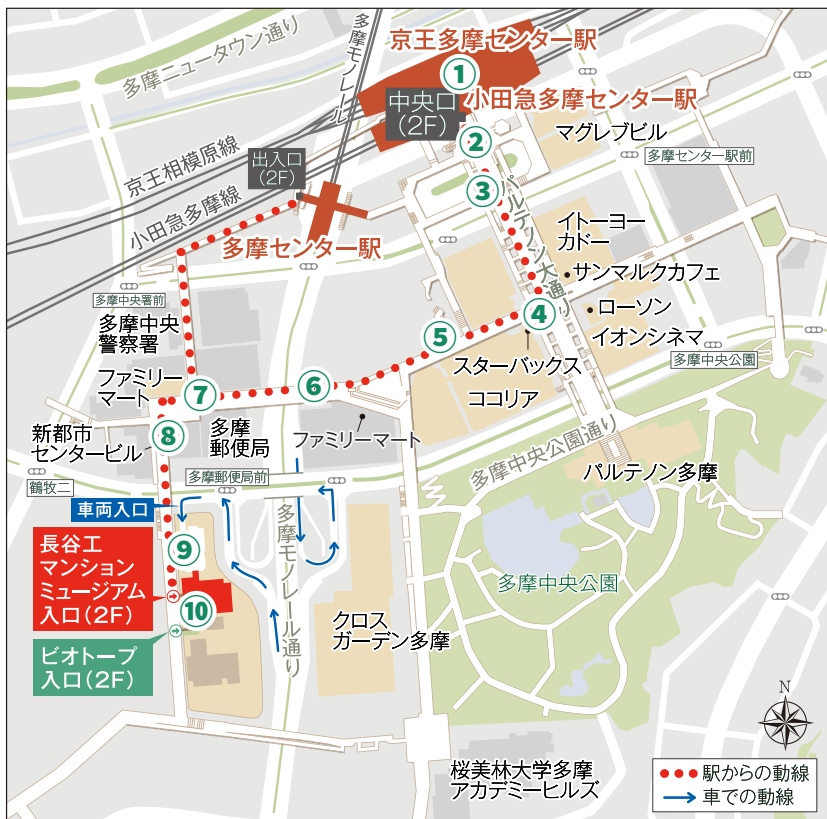 京王多摩センター駅
①
小田急多摩センター駅
中央口
(2F)
②
③
多摩ニュータウン通り
多摩モノレール
京王相模原線
小田急多摩線
出入口
(2F)
多摩センター駅
マグレブビル
多摩センター駅前
パルテノン大通り
イトーヨー
カドー
サンマルクカフェ
ローソン
イオンシネマ
④
スターバックス
ココリア
多摩中央公園
⑤
⑥
多摩中央署前
多摩中央
警察署
ファミリー
マート
⑦
⑧
新都市
センタービル
多摩
郵便局
ファミリーマート
多摩中央公園通り
パルテノン多摩
鶴牧二
多摩郵便局前
車両入口
長谷工
マンション
ミュージアム
入口(2F)
⑨
⑩
ビオトープ
入口(2F)
多摩モノレール通り
クロス
ガーデン多摩
多摩中央公園
桜美林大学多摩
アカデミーヒルズ
N
駅からの動線
車での動線